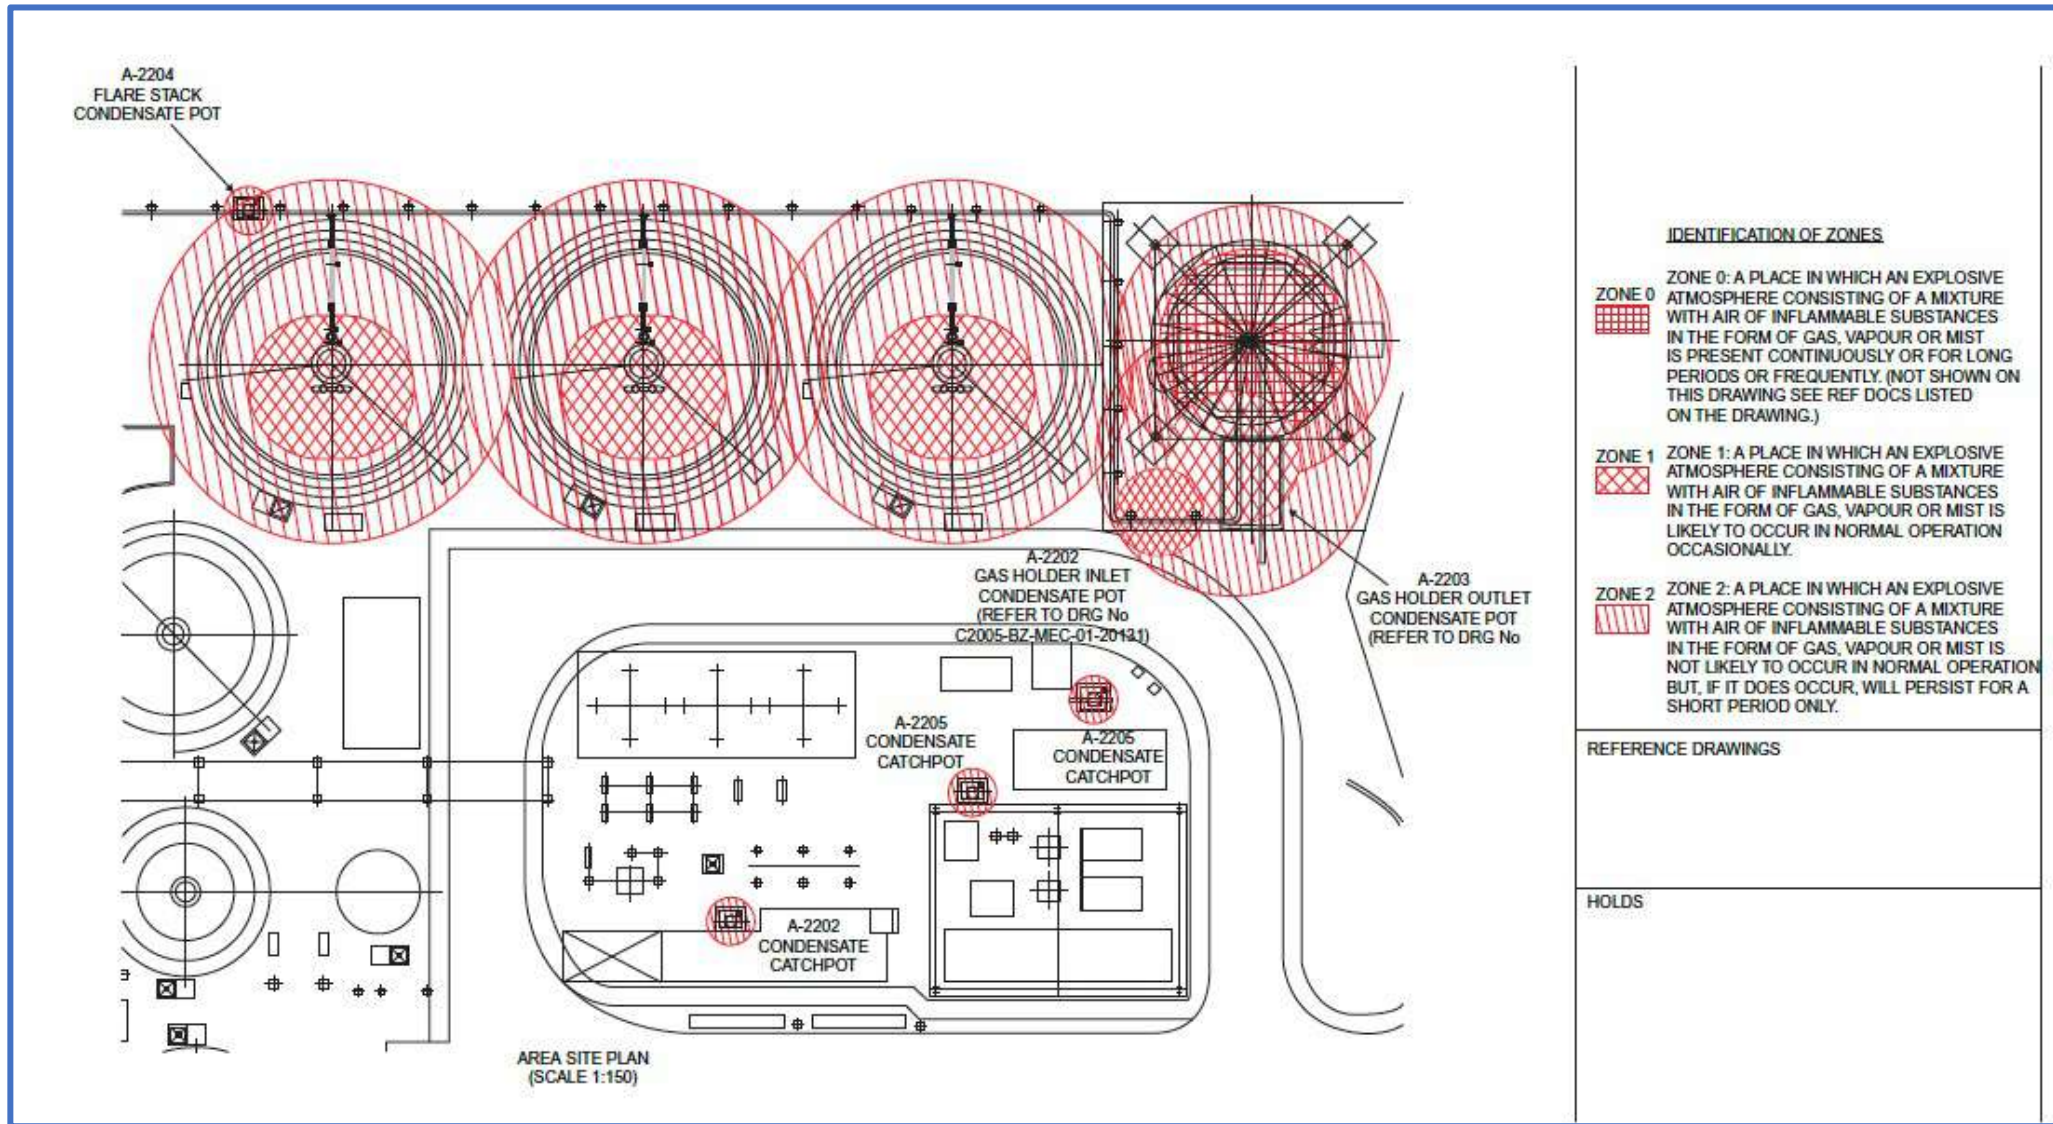 A-2204
FLARE STACK
CONDENSATE POT
A-2202
GAS HOLDER INLET
CONDENSATE POT
(REFER TO DRG No
C2005-BZ-MEC-01-20131)
A-2203
GAS HOLDER OUTLET
CONDENSATE POT
(REFER TO DRG No
A-2205
CONDENSATE
CATCHPOT
A-2205
CONDENSATE
CATCHPOT
A-2202
CONDENSATE
CATCHPOT
AREA SITE PLAN
(SCALE 1:150)
IDENTIFICATION OF ZONES
ZONE 0
ZONE 0: A PLACE IN WHICH AN EXPLOSIVE
ATMOSPHERE CONSISTING OF A MIXTURE
WITH AIR OF INFLAMMABLE SUBSTANCES
IN THE FORM OF GAS, VAPOUR OR MIST
IS PRESENT CONTINUOUSLY OR FOR LONG
PERIODS OR FREQUENTLY. (NOT SHOWN ON
THIS DRAWING SEE REF DOCS LISTED
ON THE DRAWING.)
ZONE 1
ZONE 1: A PLACE IN WHICH AN EXPLOSIVE
ATMOSPHERE CONSISTING OF A MIXTURE
WITH AIR OF INFLAMMABLE SUBSTANCES
IN THE FORM OF GAS, VAPOUR OR MIST IS
LIKELY TO OCCUR IN NORMAL OPERATION
OCCASIONALLY.
ZONE 2
ZONE 2: A PLACE IN WHICH AN EXPLOSIVE
ATMOSPHERE CONSISTING OF A MIXTURE
WITH AIR OF INFLAMMABLE SUBSTANCES
IN THE FORM OF GAS, VAPOUR OR MIST IS
NOT LIKELY TO OCCUR IN NORMAL OPERATION
BUT, IF IT DOES OCCUR, WILL PERSIST FOR A
SHORT PERIOD ONLY.
REFERENCE DRAWINGS
HOLDS